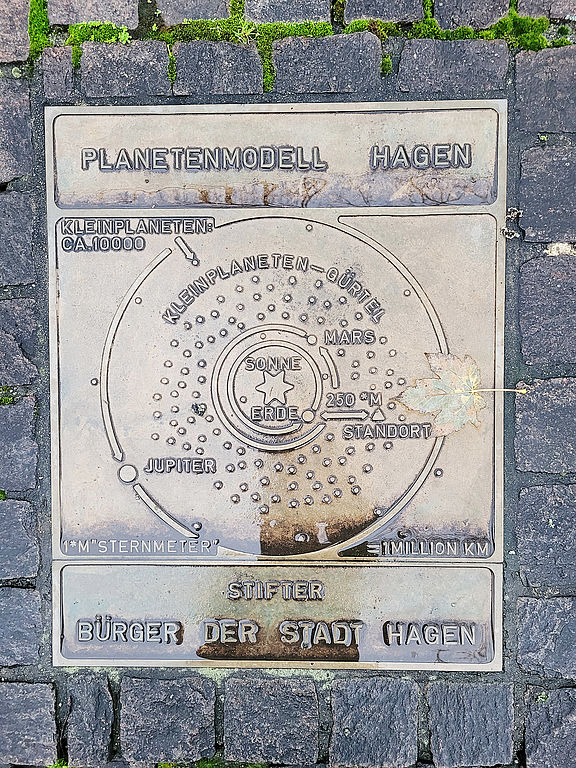 PLANETENMODELL HAGEN
KLEINPLANETEN:
CA.10000
KLEINPLANETEN-GÜRTEL
MARS
SONNE
ERDE
250 *M
STANDORT
JUPITER
1*M "STERNMETER" = 1MILLION KM
STIFTER
BÜRGER DER STADT HAGEN